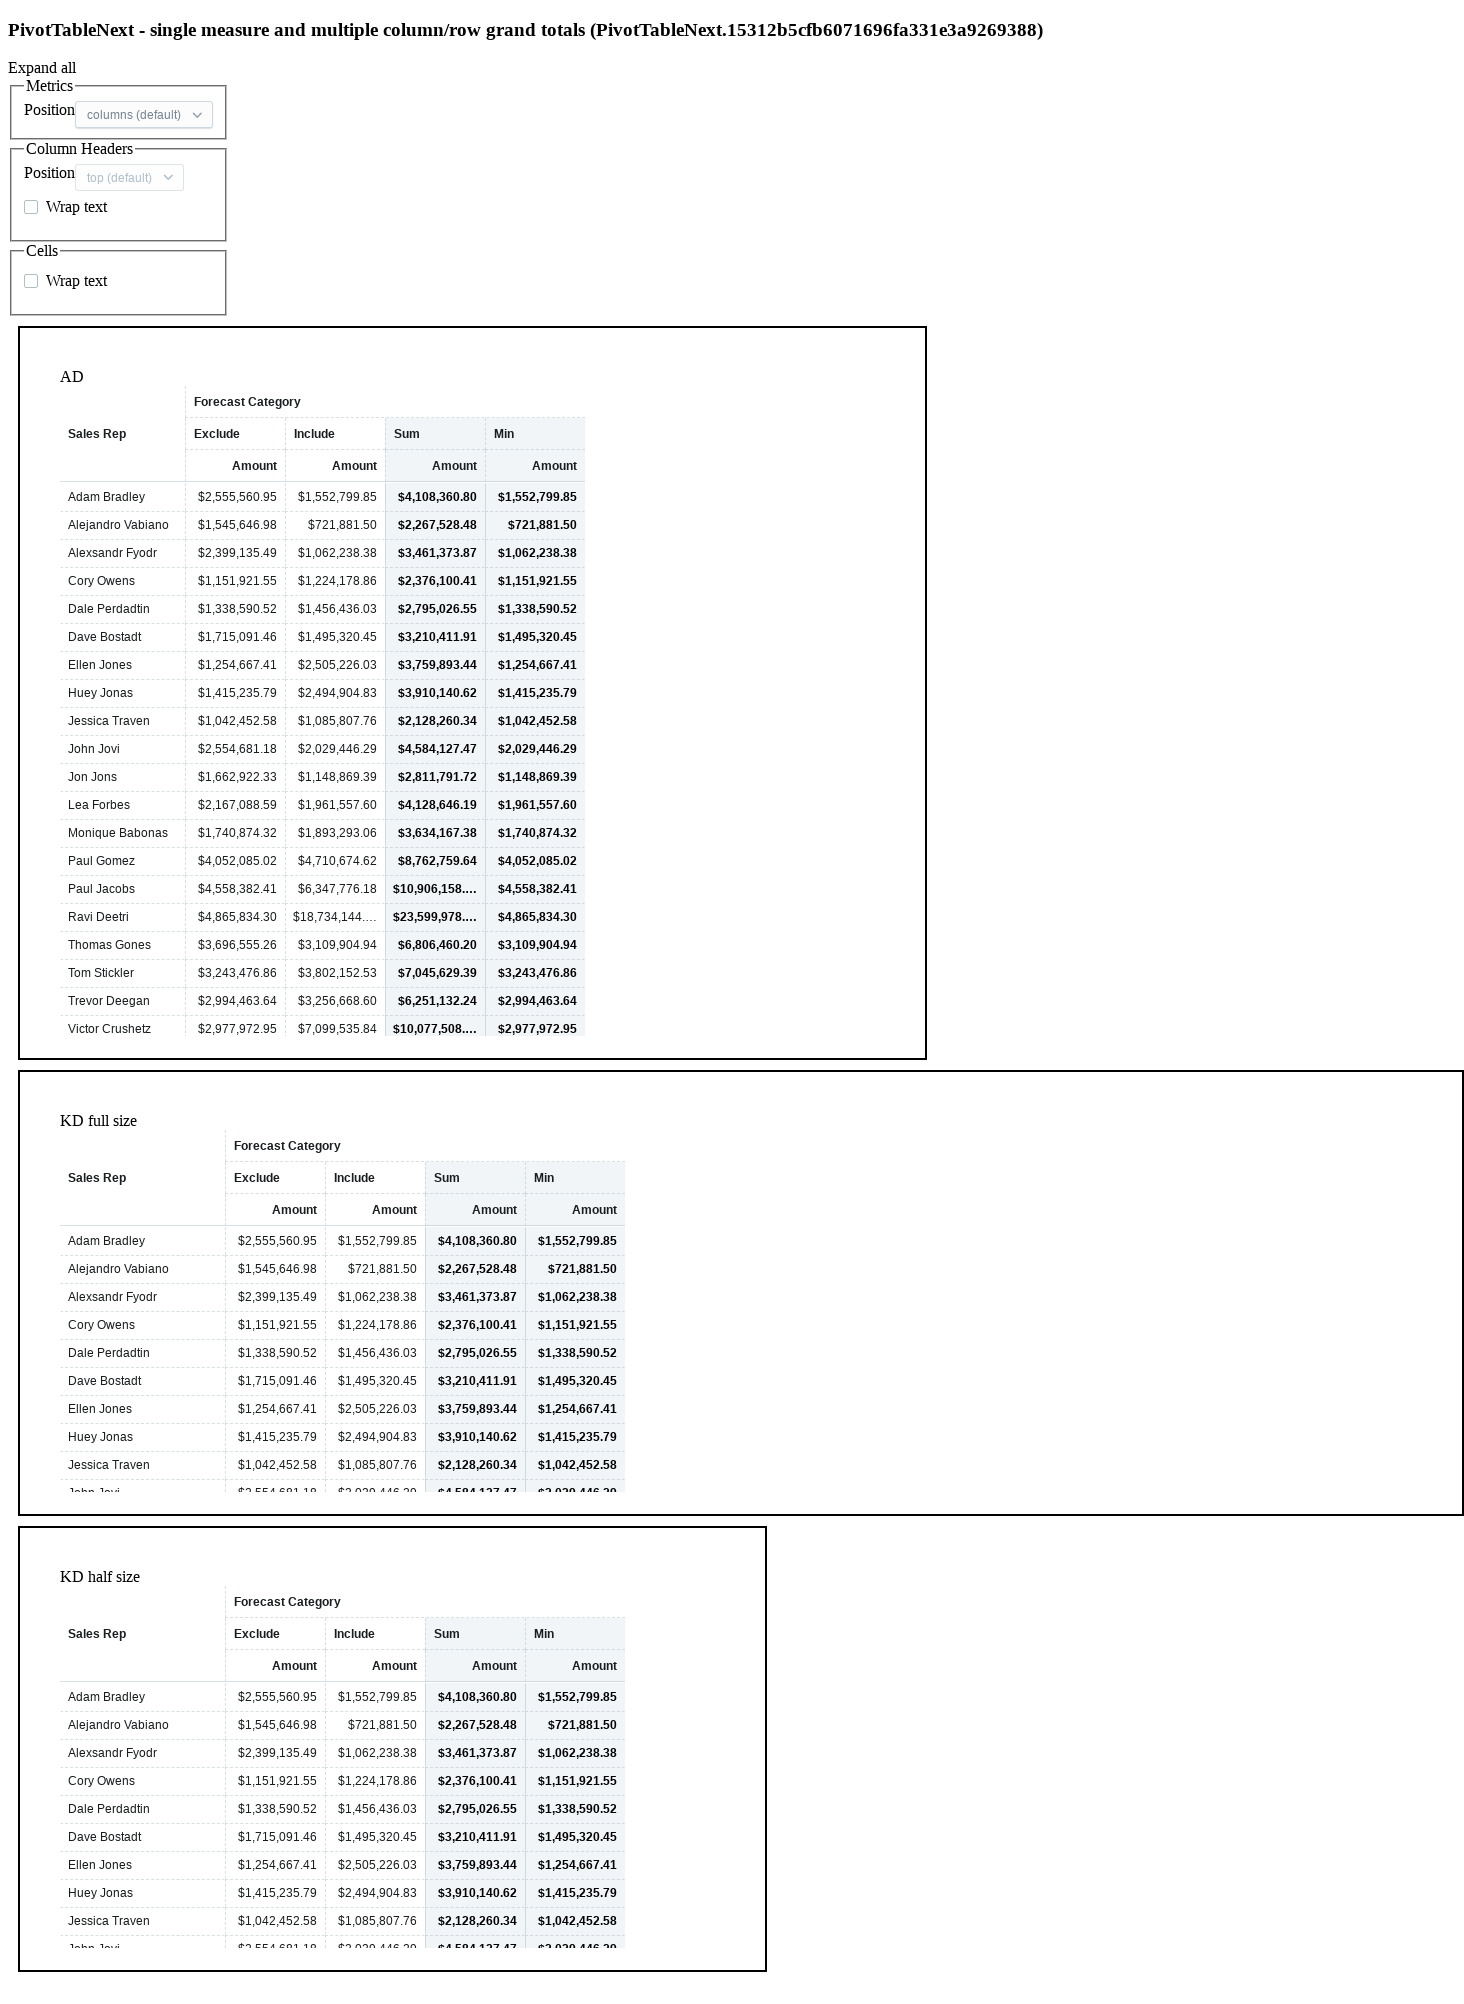 PivotTableNext - single measure and multiple column/row grand totals (PivotTableNext.15312b5cfb6071696fa331e3a9269388)
Expand all
Metrics
Position columns (default)
Column Headers
Position top (default)
Wrap text
Cells
Wrap text
AD
Forecast Category
Sales Rep Exclude Include Sum Min
Amount Amount Amount Amount
Adam Bradley $2,555,560.95 $1,552,799.85 $4,108,360.80 $1,552,799.85
Alejandro Vabiano $1,545,646.98 $721,881.50 $2,267,528.48 $721,881.50
Alexsandr Fyodr $2,399,135.49 $1,062,238.38 $3,461,373.87 $1,062,238.38
Cory Owens $1,151,921.55 $1,224,178.86 $2,376,100.41 $1,151,921.55
Dale Perdadtin $1,338,590.52 $1,456,436.03 $2,795,026.55 $1,338,590.52
Dave Bostadt $1,715,091.46 $1,495,320.45 $3,210,411.91 $1,495,320.45
Ellen Jones $1,254,667.41 $2,505,226.03 $3,759,893.44 $1,254,667.41
Huey Jonas $1,415,235.79 $2,494,904.83 $3,910,140.62 $1,415,235.79
Jessica Traven $1,042,452.58 $1,085,807.76 $2,128,260.34 $1,042,452.58
John Jovi $2,554,681.18 $2,029,446.29 $4,584,127.47 $2,029,446.29
Jon Jons $1,662,922.33 $1,148,869.39 $2,811,791.72 $1,148,869.39
Lea Forbes $2,167,088.59 $1,961,557.60 $4,128,646.19 $1,961,557.60
Monique Babonas $1,740,874.32 $1,893,293.06 $3,634,167.38 $1,740,874.32
Paul Gomez $4,052,085.02 $4,710,674.62 $8,762,759.64 $4,052,085.02
Paul Jacobs $4,558,382.41 $6,347,776.18 $10,906,158.… $4,558,382.41
Ravi Deetri $4,865,834.30 $18,734,144.… $23,599,978.… $4,865,834.30
Thomas Gones $3,696,555.26 $3,109,904.94 $6,806,460.20 $3,109,904.94
Tom Stickler $3,243,476.86 $3,802,152.53 $7,045,629.39 $3,243,476.86
Trevor Deegan $2,994,463.64 $3,256,668.60 $6,251,132.24 $2,994,463.64
Victor Crushetz $2,977,972.95 $7,099,535.84 $10,077,508.… $2,977,972.95
KD full size
Forecast Category
Sales Rep Exclude Include Sum Min
Amount Amount Amount Amount
Adam Bradley $2,555,560.95 $1,552,799.85 $4,108,360.80 $1,552,799.85
Alejandro Vabiano $1,545,646.98 $721,881.50 $2,267,528.48 $721,881.50
Alexsandr Fyodr $2,399,135.49 $1,062,238.38 $3,461,373.87 $1,062,238.38
Cory Owens $1,151,921.55 $1,224,178.86 $2,376,100.41 $1,151,921.55
Dale Perdadtin $1,338,590.52 $1,456,436.03 $2,795,026.55 $1,338,590.52
Dave Bostadt $1,715,091.46 $1,495,320.45 $3,210,411.91 $1,495,320.45
Ellen Jones $1,254,667.41 $2,505,226.03 $3,759,893.44 $1,254,667.41
Huey Jonas $1,415,235.79 $2,494,904.83 $3,910,140.62 $1,415,235.79
Jessica Traven $1,042,452.58 $1,085,807.76 $2,128,260.34 $1,042,452.58
KD half size
Forecast Category
Sales Rep Exclude Include Sum Min
Amount Amount Amount Amount
Adam Bradley $2,555,560.95 $1,552,799.85 $4,108,360.80 $1,552,799.85
Alejandro Vabiano $1,545,646.98 $721,881.50 $2,267,528.48 $721,881.50
Alexsandr Fyodr $2,399,135.49 $1,062,238.38 $3,461,373.87 $1,062,238.38
Cory Owens $1,151,921.55 $1,224,178.86 $2,376,100.41 $1,151,921.55
Dale Perdadtin $1,338,590.52 $1,456,436.03 $2,795,026.55 $1,338,590.52
Dave Bostadt $1,715,091.46 $1,495,320.45 $3,210,411.91 $1,495,320.45
Ellen Jones $1,254,667.41 $2,505,226.03 $3,759,893.44 $1,254,667.41
Huey Jonas $1,415,235.79 $2,494,904.83 $3,910,140.62 $1,415,235.79
Jessica Traven $1,042,452.58 $1,085,807.76 $2,128,260.34 $1,042,452.58